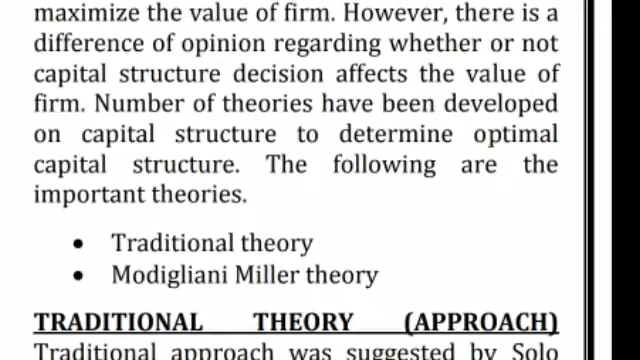 maximize the value of firm. However, there is a
difference of opinion regarding whether or not
capital structure decision affects the value of
firm. Number of theories have been developed
on capital structure to determine optimal
capital structure. The following are the
important theories.
• Traditional theory
• Modigliani Miller theory
TRADITIONAL THEORY (APPROACH)
Traditional approach was suggested by Solo